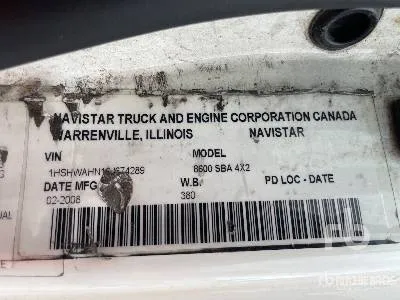 NAVISTAR TRUCK AND ENGINE CORPORATION CANADA
WARRENVILLE, ILLINOIS NAVISTAR
VIN MODEL
8600 SBA 4X2
DATE MFG W.B. PD LOC - DATE
02-2008 380